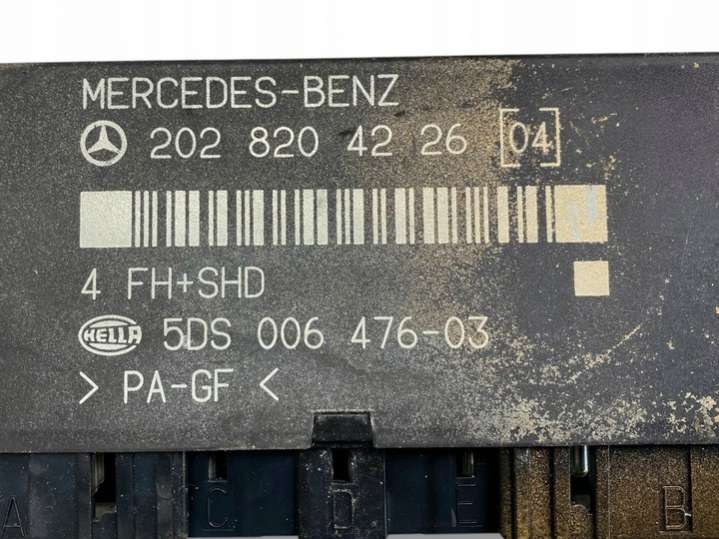 MERCEDES-BENZ
202 820 42 26 [04]
4 FH+SHD
HELLA 5DS 006 476-03
> PA-GF <
A C D E B